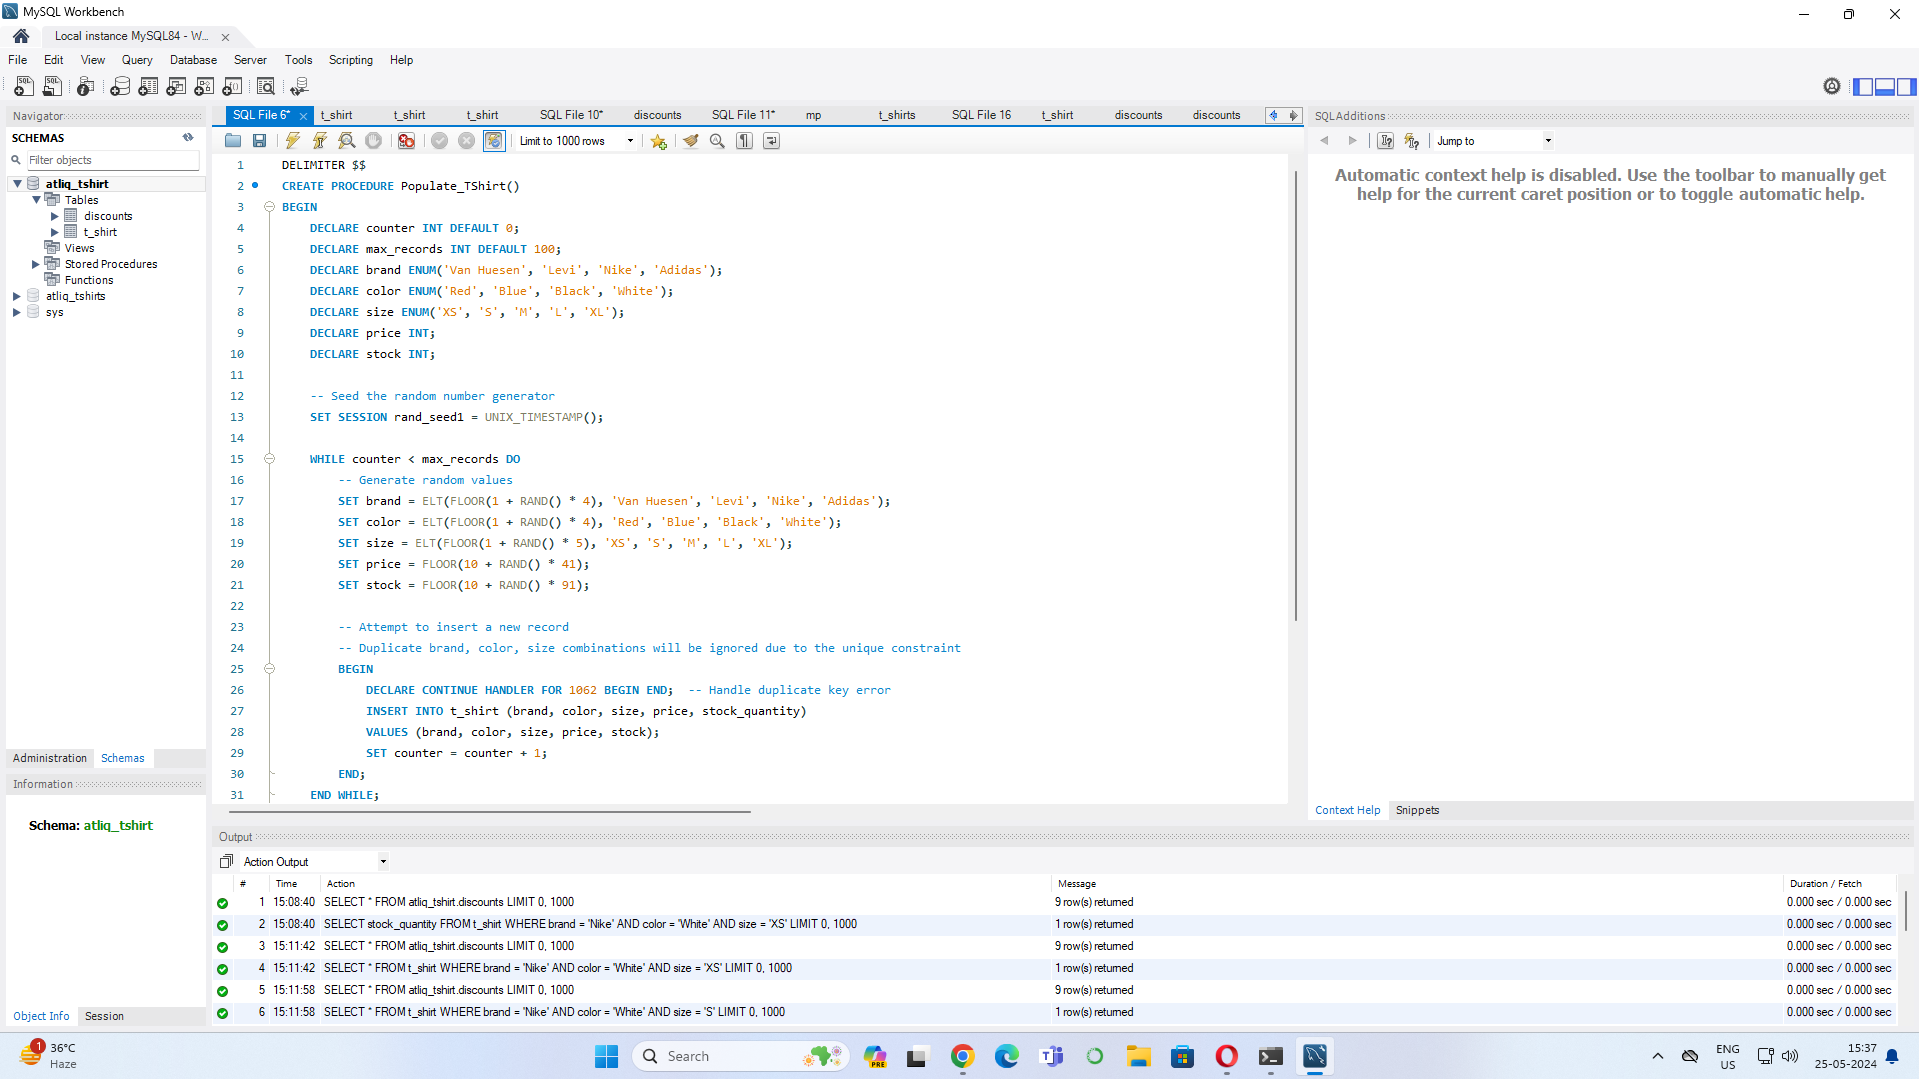 MySQL Workbench
Local instance MySQL84 - W...
File Edit View Query Database Server Tools Scripting Help
Navigator
SCHEMAS
Filter objects
atliq_tshirt
Tables
discounts
t_shirt
Views
Stored Procedures
Functions
atliq_tshirts
sys
Administration Schemas
Information
Schema: atliq_tshirt
Object Info Session
SQL File 6* t_shirt t_shirt t_shirt SQL File 10* discounts SQL File 11* mp t_shirts SQL File 16 t_shirt discounts discounts
Limit to 1000 rows
1 DELIMITER $$
2 CREATE PROCEDURE Populate_TShirt()
3 BEGIN
4 DECLARE counter INT DEFAULT 0;
5 DECLARE max_records INT DEFAULT 100;
6 DECLARE brand ENUM('Van Huesen', 'Levi', 'Nike', 'Adidas');
7 DECLARE color ENUM('Red', 'Blue', 'Black', 'White');
8 DECLARE size ENUM('XS', 'S', 'M', 'L', 'XL');
9 DECLARE price INT;
10 DECLARE stock INT;
11
12 -- Seed the random number generator
13 SET SESSION rand_seed1 = UNIX_TIMESTAMP();
14
15 WHILE counter < max_records DO
16 -- Generate random values
17 SET brand = ELT(FLOOR(1 + RAND() * 4), 'Van Huesen', 'Levi', 'Nike', 'Adidas');
18 SET color = ELT(FLOOR(1 + RAND() * 4), 'Red', 'Blue', 'Black', 'White');
19 SET size = ELT(FLOOR(1 + RAND() * 5), 'XS', 'S', 'M', 'L', 'XL');
20 SET price = FLOOR(10 + RAND() * 41);
21 SET stock = FLOOR(10 + RAND() * 91);
22
23 -- Attempt to insert a new record
24 -- Duplicate brand, color, size combinations will be ignored due to the unique constraint
25 BEGIN
26 DECLARE CONTINUE HANDLER FOR 1062 BEGIN END; -- Handle duplicate key error
27 INSERT INTO t_shirt (brand, color, size, price, stock_quantity)
28 VALUES (brand, color, size, price, stock);
29 SET counter = counter + 1;
30 END;
31 END WHILE;
SQLAdditions
Jump to
Automatic context help is disabled. Use the toolbar to manually get
help for the current caret position or to toggle automatic help.
Context Help Snippets
Output
Action Output
# Time Action Message Duration / Fetch
1 15:08:40 SELECT * FROM atliq_tshirt.discounts LIMIT 0, 1000 9 row(s) returned 0.000 sec / 0.000 sec
2 15:08:40 SELECT stock_quantity FROM t_shirt WHERE brand = 'Nike' AND color = 'White' AND size = 'XS' LIMIT 0, 1000 1 row(s) returned 0.000 sec / 0.000 sec
3 15:11:42 SELECT * FROM atliq_tshirt.discounts LIMIT 0, 1000 9 row(s) returned 0.000 sec / 0.000 sec
4 15:11:42 SELECT * FROM t_shirt WHERE brand = 'Nike' AND color = 'White' AND size = 'XS' LIMIT 0, 1000 1 row(s) returned 0.000 sec / 0.000 sec
5 15:11:58 SELECT * FROM atliq_tshirt.discounts LIMIT 0, 1000 9 row(s) returned 0.000 sec / 0.000 sec
6 15:11:58 SELECT * FROM t_shirt WHERE brand = 'Nike' AND color = 'White' AND size = 'S' LIMIT 0, 1000 1 row(s) returned 0.000 sec / 0.000 sec
1
36°C
Haze
Search
PRE
ENG
US
15:37
25-05-2024